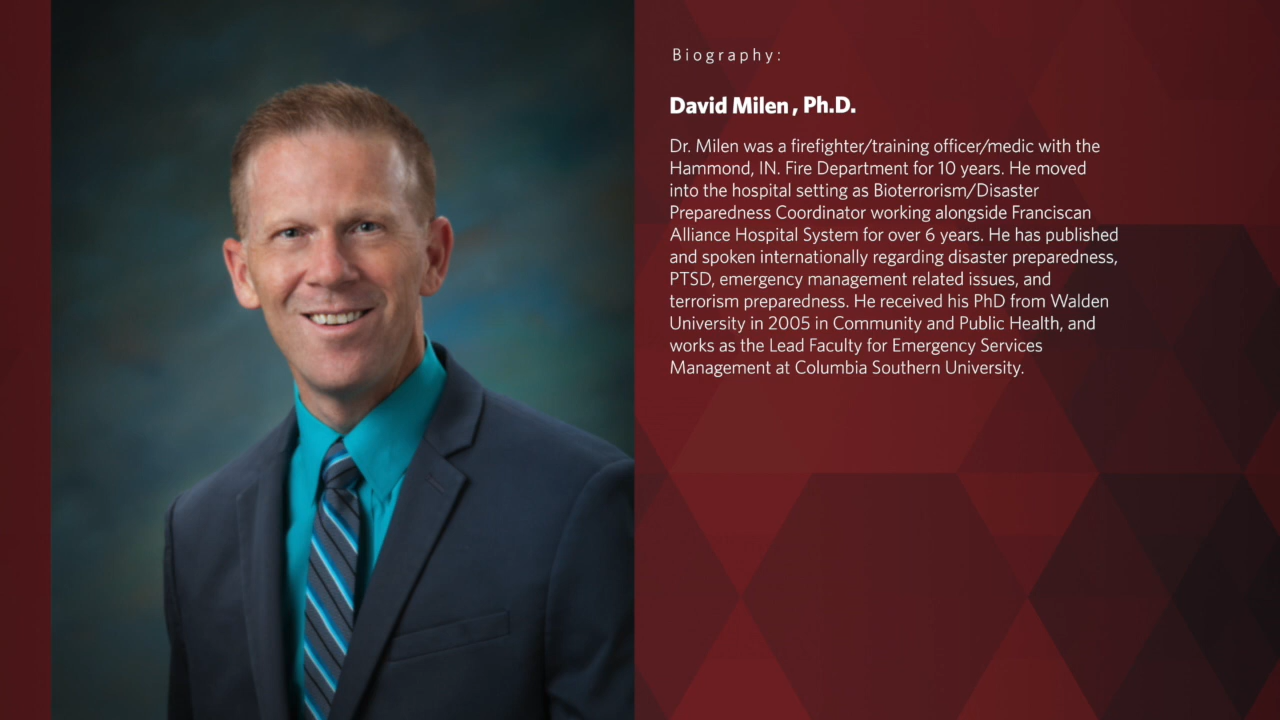 Biography:
David Milen, Ph.D.
Dr. Milen was a firefighter/training officer/medic with the
Hammond, IN. Fire Department for 10 years. He moved
into the hospital setting as Bioterrorism/Disaster
Preparedness Coordinator working alongside Franciscan
Alliance Hospital System for over 6 years. He has published
and spoken internationally regarding disaster preparedness,
PTSD, emergency management related issues, and
terrorism preparedness. He received his PhD from Walden
University in 2005 in Community and Public Health, and
works as the Lead Faculty for Emergency Services
Management at Columbia Southern University.